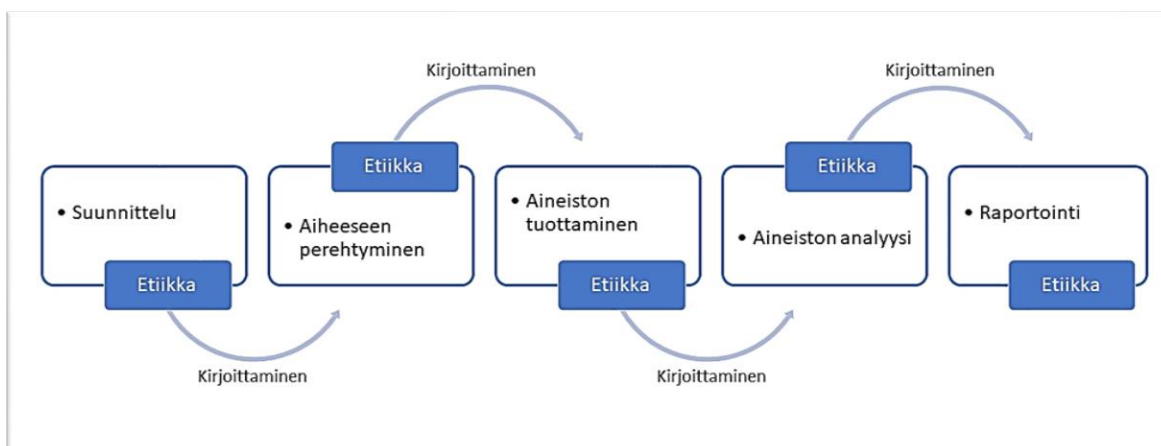 Kirjoittaminen
Kirjoittaminen
Etiikka
Etiikka
• Suunnittelu
• Aiheeseen
perehtyminen
• Aineiston
tuottaminen
• Aineiston analyysi
• Raportointi
Etiikka
Etiikka
Etiikka
Kirjoittaminen
Kirjoittaminen